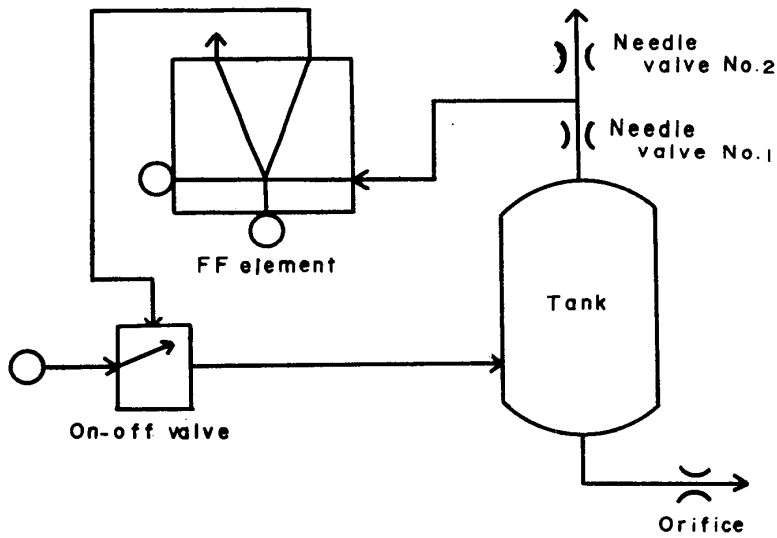 Needle
valve No.2
Needle
valve No.1
FF element
Tank
On-off valve
Orifice